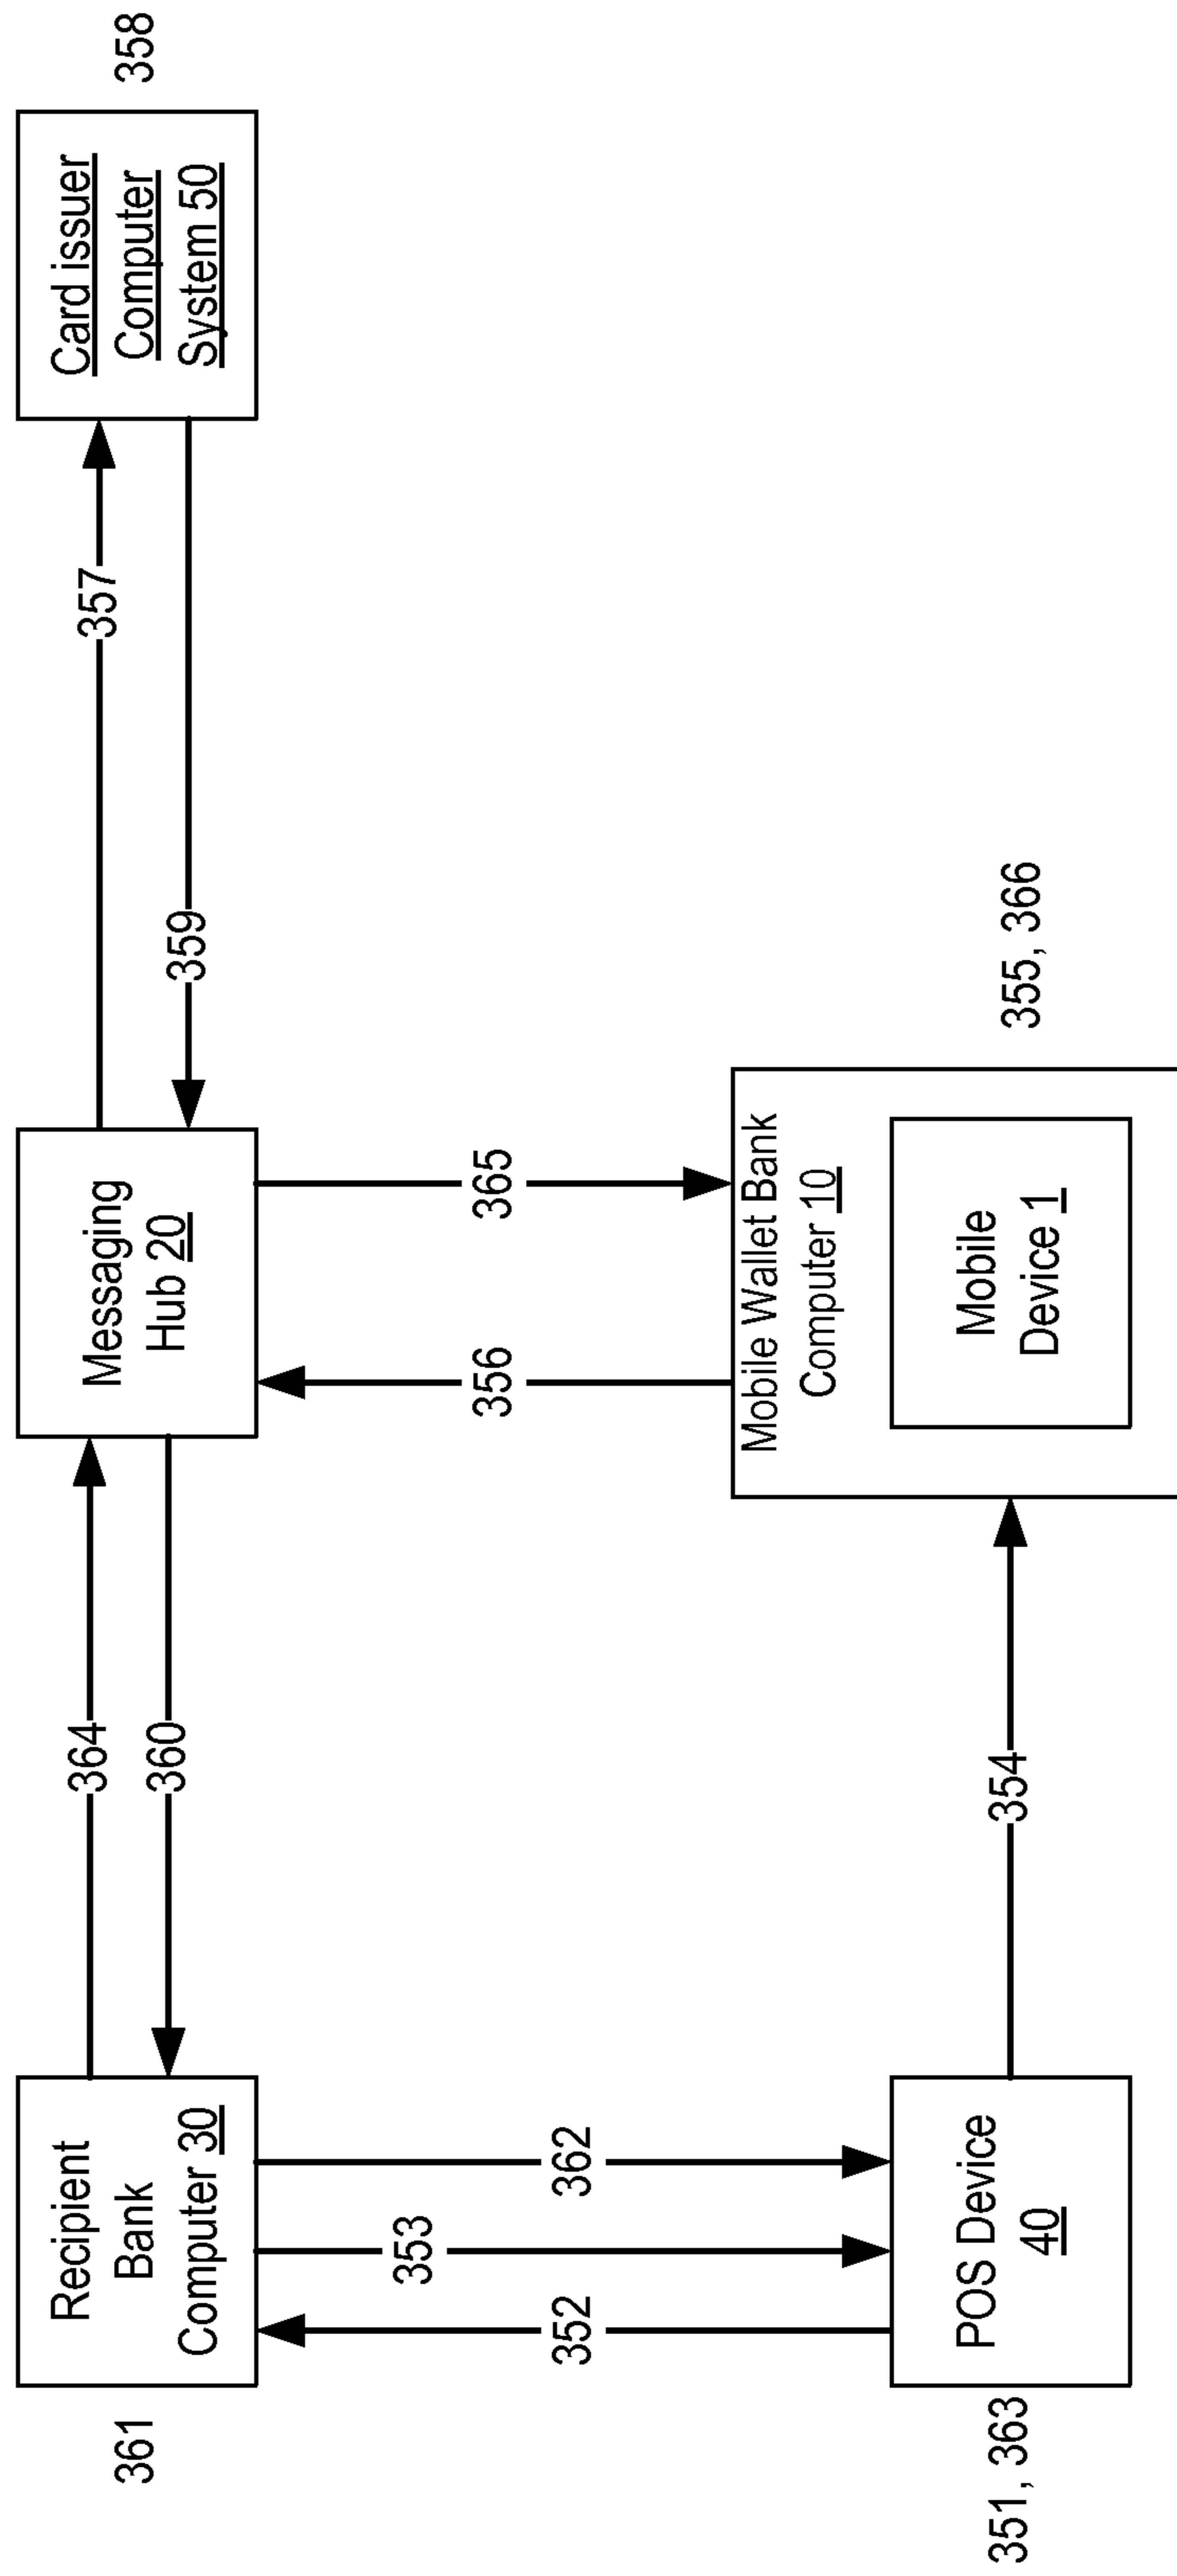 358
Card issuer
Computer
System 50
357
359
Messaging
Hub 20
365
356
Mobile Wallet Bank
Computer 10
Mobile
Device 1
355, 366
364
360
354
Recipient
Bank
Computer 30
361
362
353
352
POS Device
40
351, 363